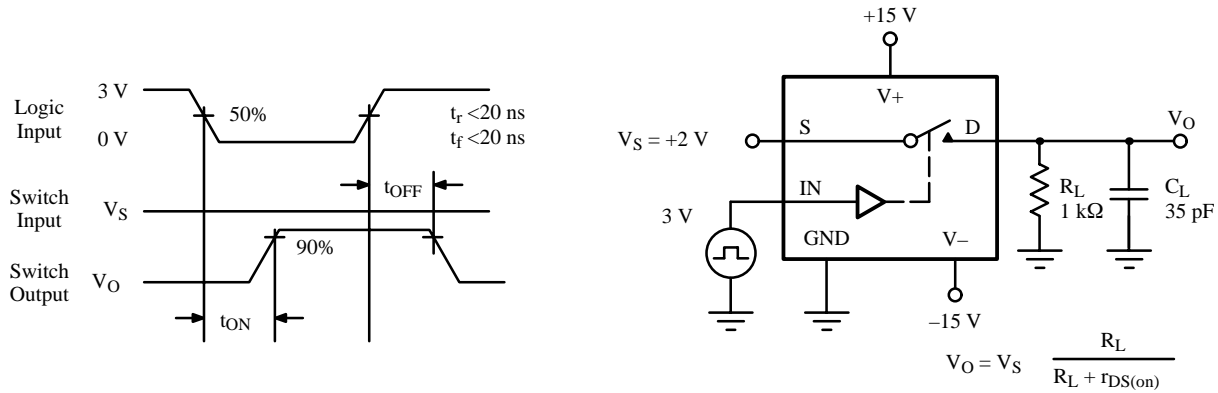 Logic
Input
3 V
0 V
50%
t_r <20 ns
t_f <20 ns
t_OFF
Switch
Input
V_S
90%
Switch
Output
V_O
t_ON
+15 V
V+
V_S = +2 V
S
D
V_O
IN
3 V
GND
V–
R_L
1 kΩ
C_L
35 pF
–15 V
V_O = V_S R_L
R_L + r_DS(on)